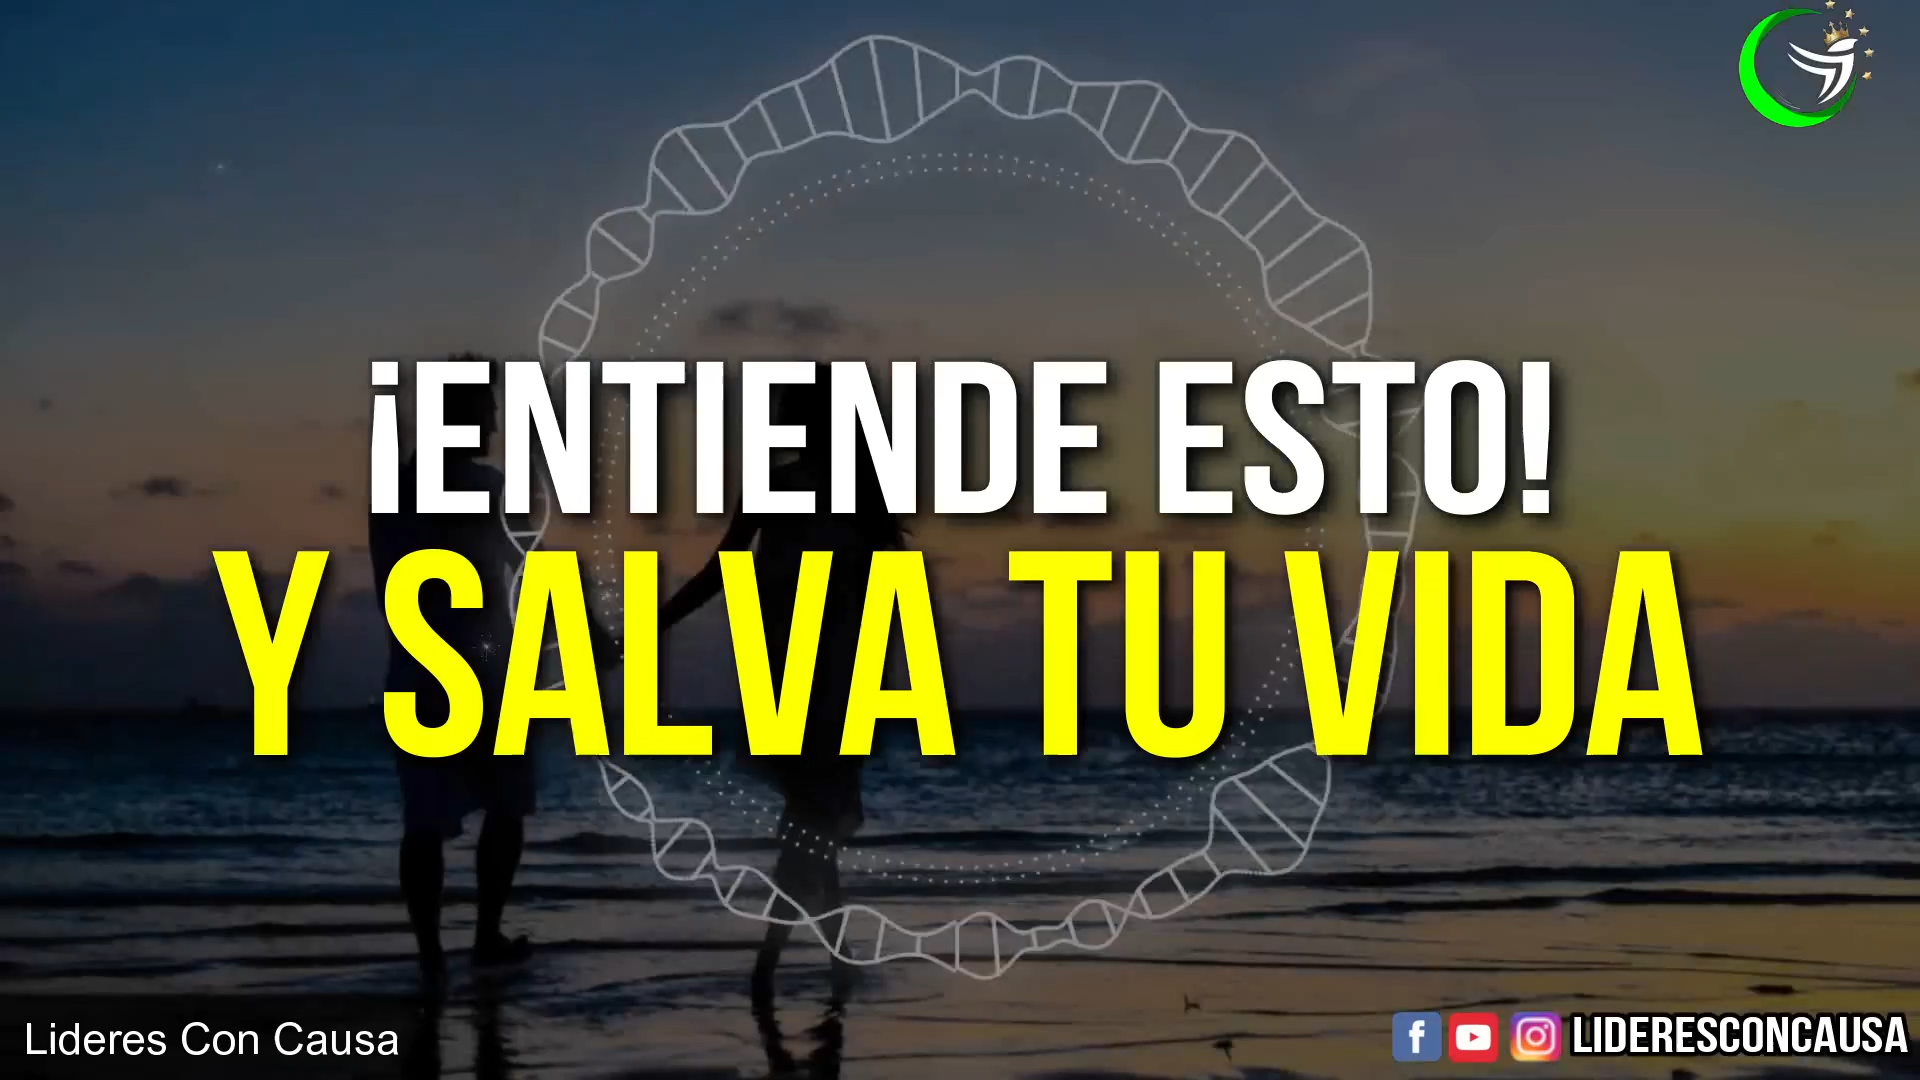 ¡ENTIENDE ESTO!
Y SALVA TU VIDA
Lideres Con Causa
LIDERESCONCAUSA